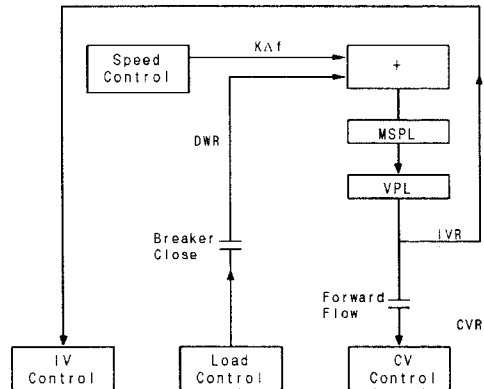 Speed
Control
KΔf
+
DWR
MSPL
VPL
Breaker
Close
IVR
Forward
Flow
CVR
IV
Control
Load
Control
CV
Control